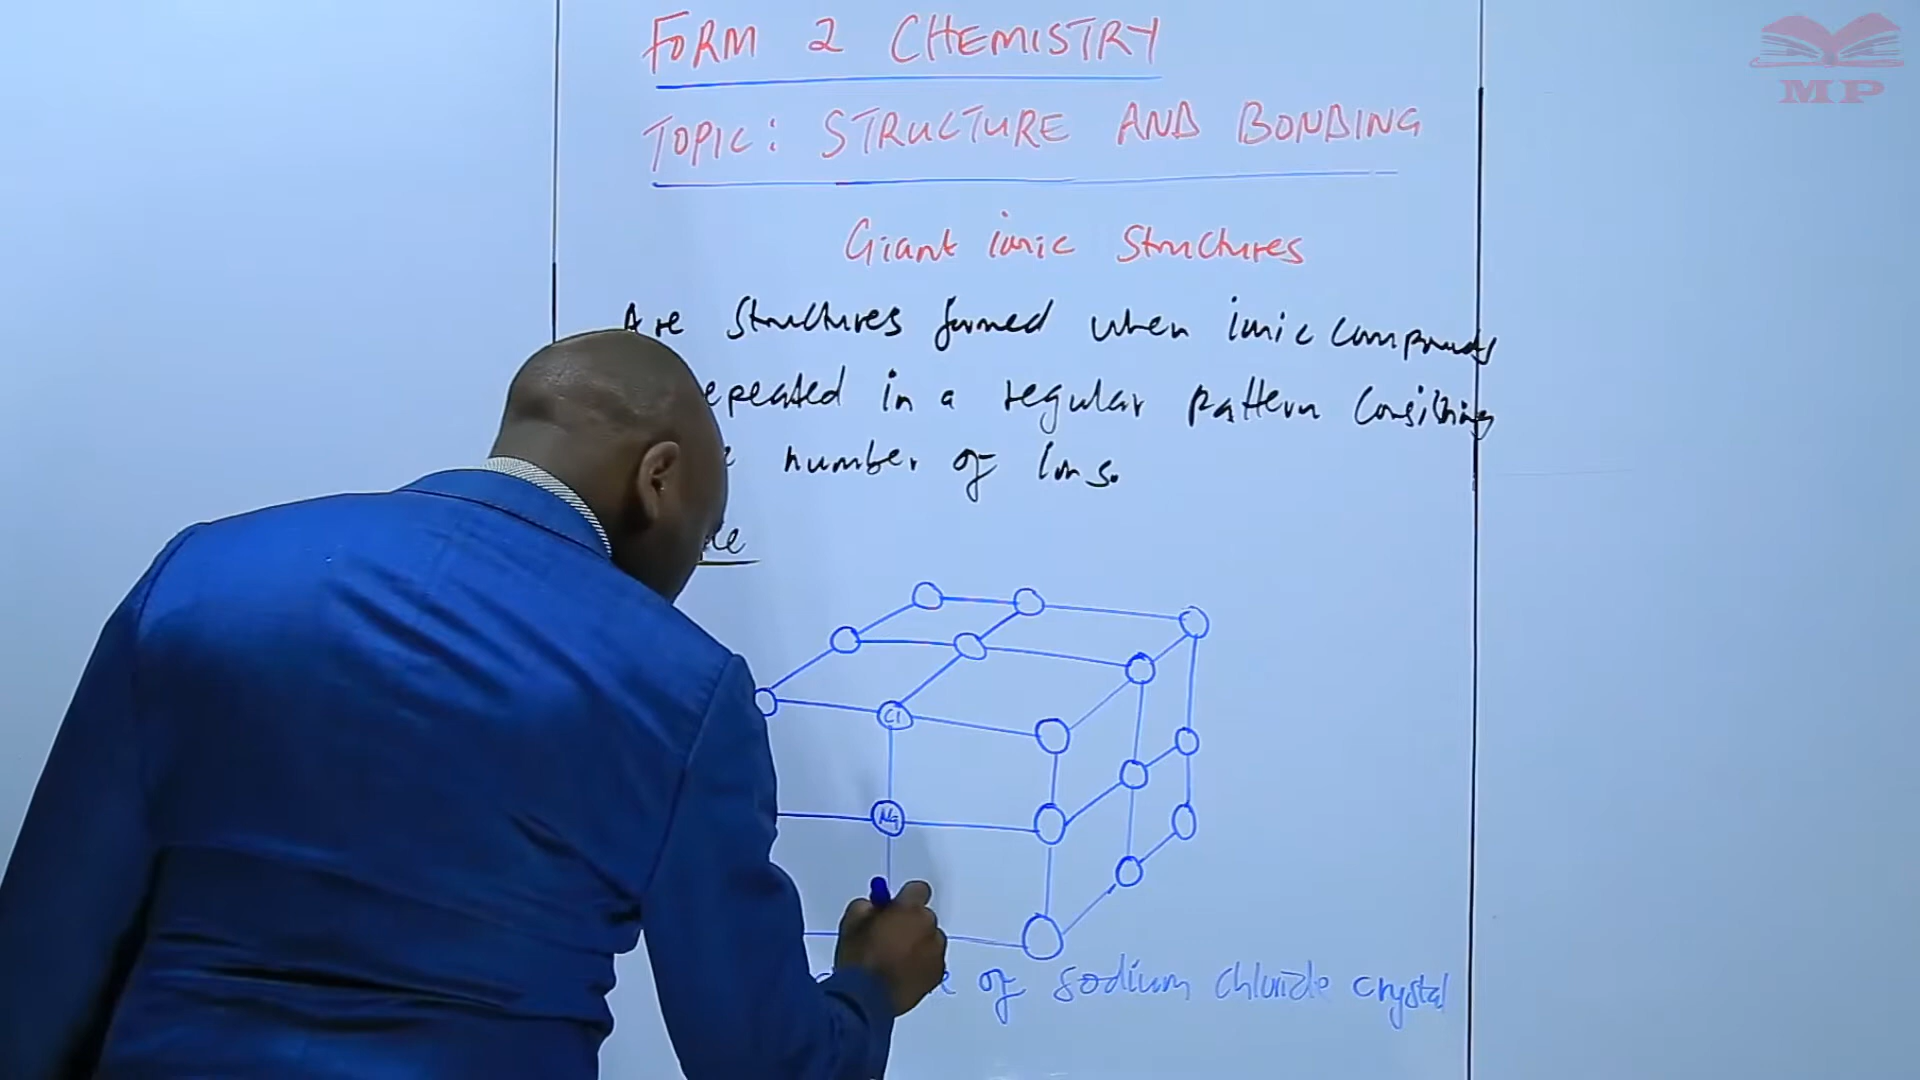 FORM 2 CHEMISTRY
TOPIC: STRUCTURE AND BONDING
Giant ionic Structures
Are Structures formed when ionic compounds
epeated in a regular pattern Consisting
number of Ions.
Cl
Na
of sodium chloride crystal
MP